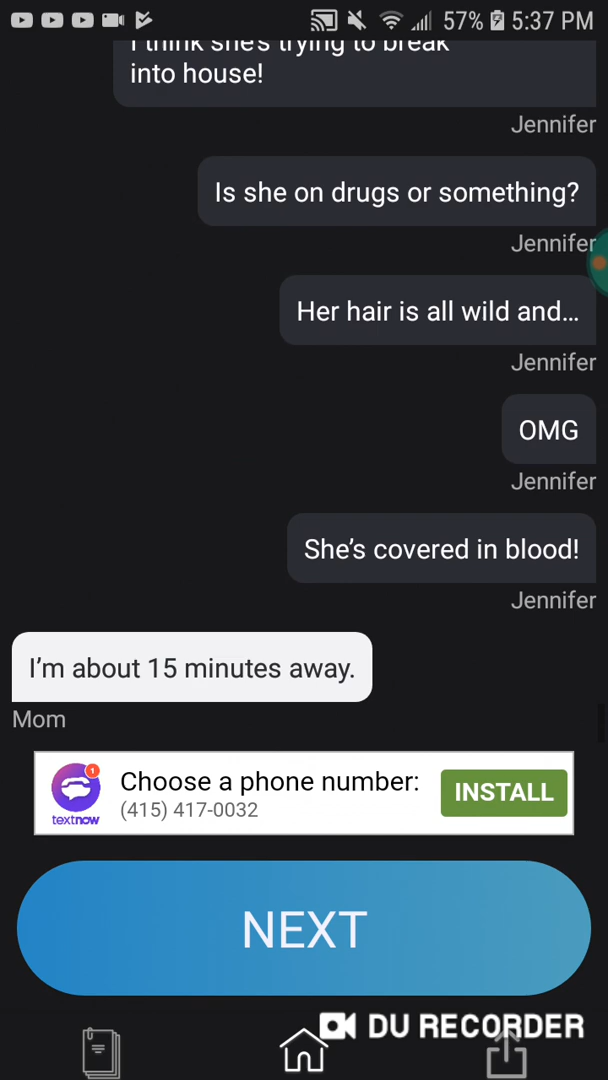 57% 5:37 PM
I think she's trying to break
into house!
Jennifer
Is she on drugs or something?
Jennifer
Her hair is all wild and...
Jennifer
OMG
Jennifer
She's covered in blood!
Jennifer
I'm about 15 minutes away.
Mom
1
textnow
Choose a phone number:
(415) 417-0032
INSTALL
NEXT
DU RECORDER